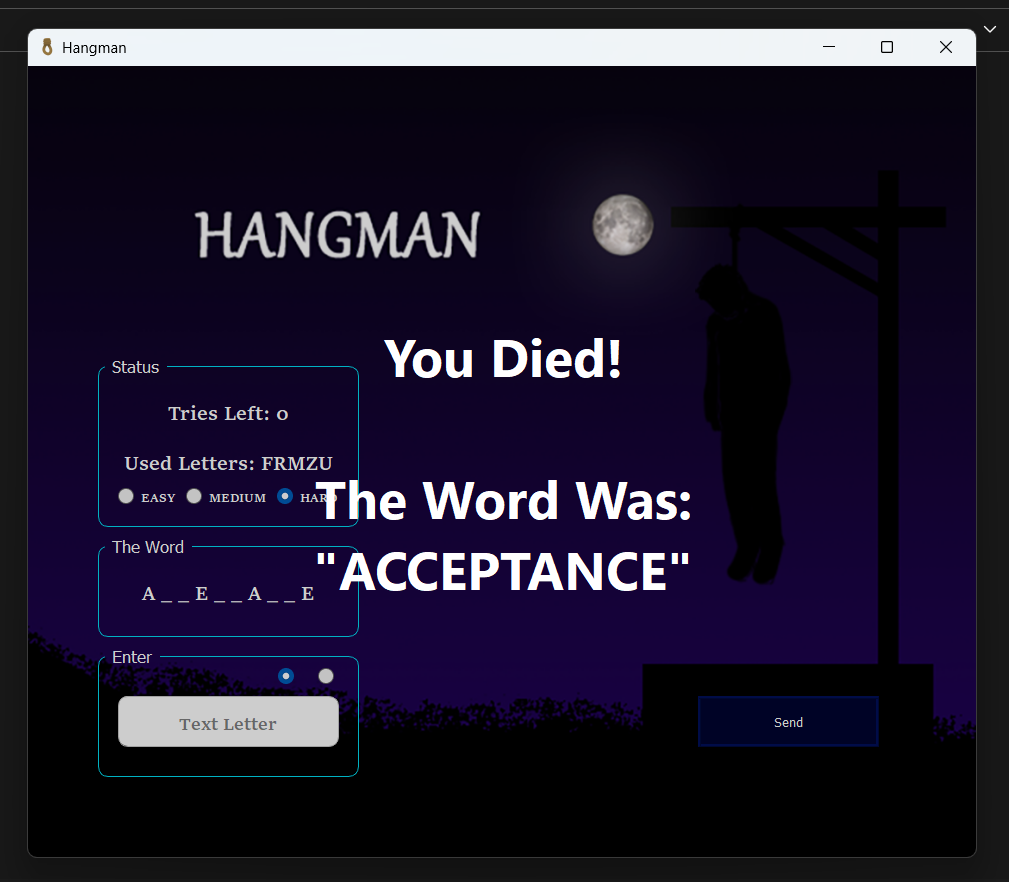 Hangman
HANGMAN
You Died!
Status
Tries Left: 0
Used Letters: FRMZU
EASY MEDIUM HARD
The Word Was:
"ACCEPTANCE"
The Word
A _ _ E _ _ A _ _ E
Enter
Text Letter
Send